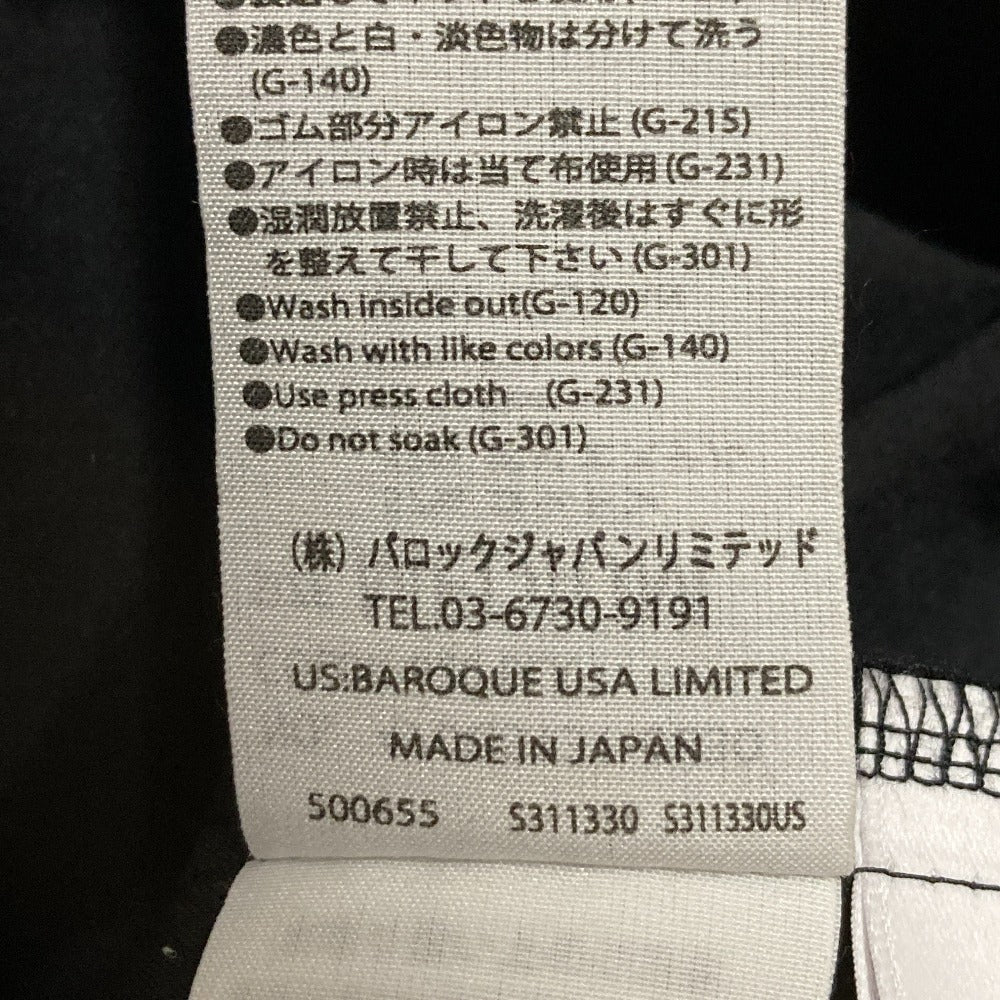 ●濃色と白・淡色物は分けて洗う
(G-140)
●ゴム部分アイロン禁止 (G-215)
●アイロン時は当て布使用 (G-231)
●湿潤放置禁止、洗濯後はすぐに形
を整えて干して下さい (G-301)
●Wash inside out(G-120)
●Wash with like colors (G-140)
●Use press cloth (G-231)
●Do not soak (G-301)
(株) バロックジャパンリミテッド
TEL.03-6730-9191
US:BAROQUE USA LIMITED
MADE IN JAPAN
500655 S311330 S311330US